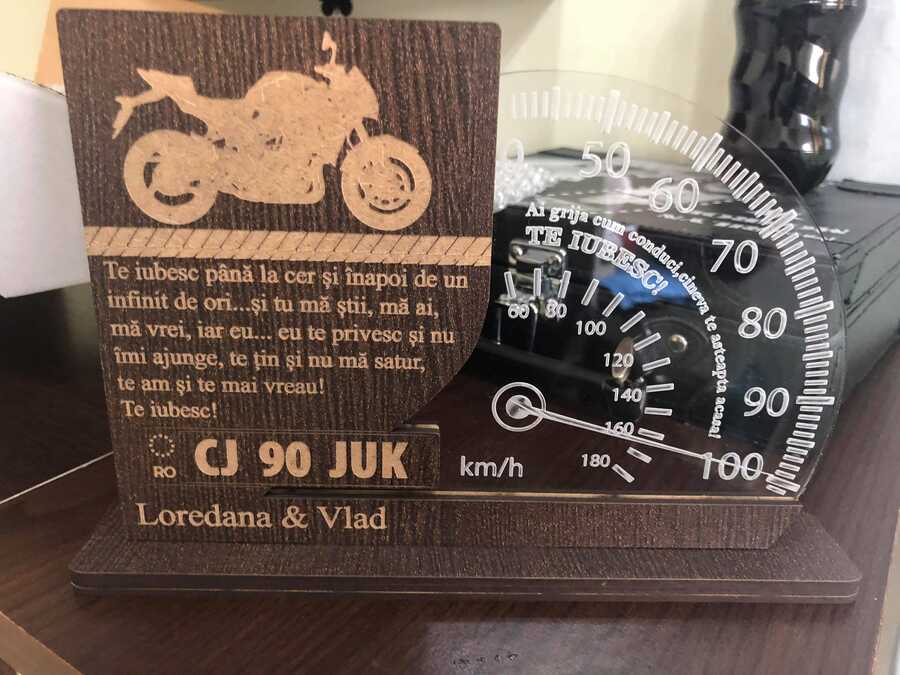 Te iubesc până la cer și înapoi de un
infinit de ori...și tu mă știi, mă ai,
mă vrei, iar eu... eu te privesc și nu
îmi ajunge, te țin și nu mă satur,
te am și te mai vreau!
Te iubesc!
RO
CJ 90 JUK
Loredana & Vlad
50
60
70
80
90
100
Ai grija cum conduci,cineva te asteapta acasa!
TE IUBESC!
60
80
100
120
140
160
180
km/h